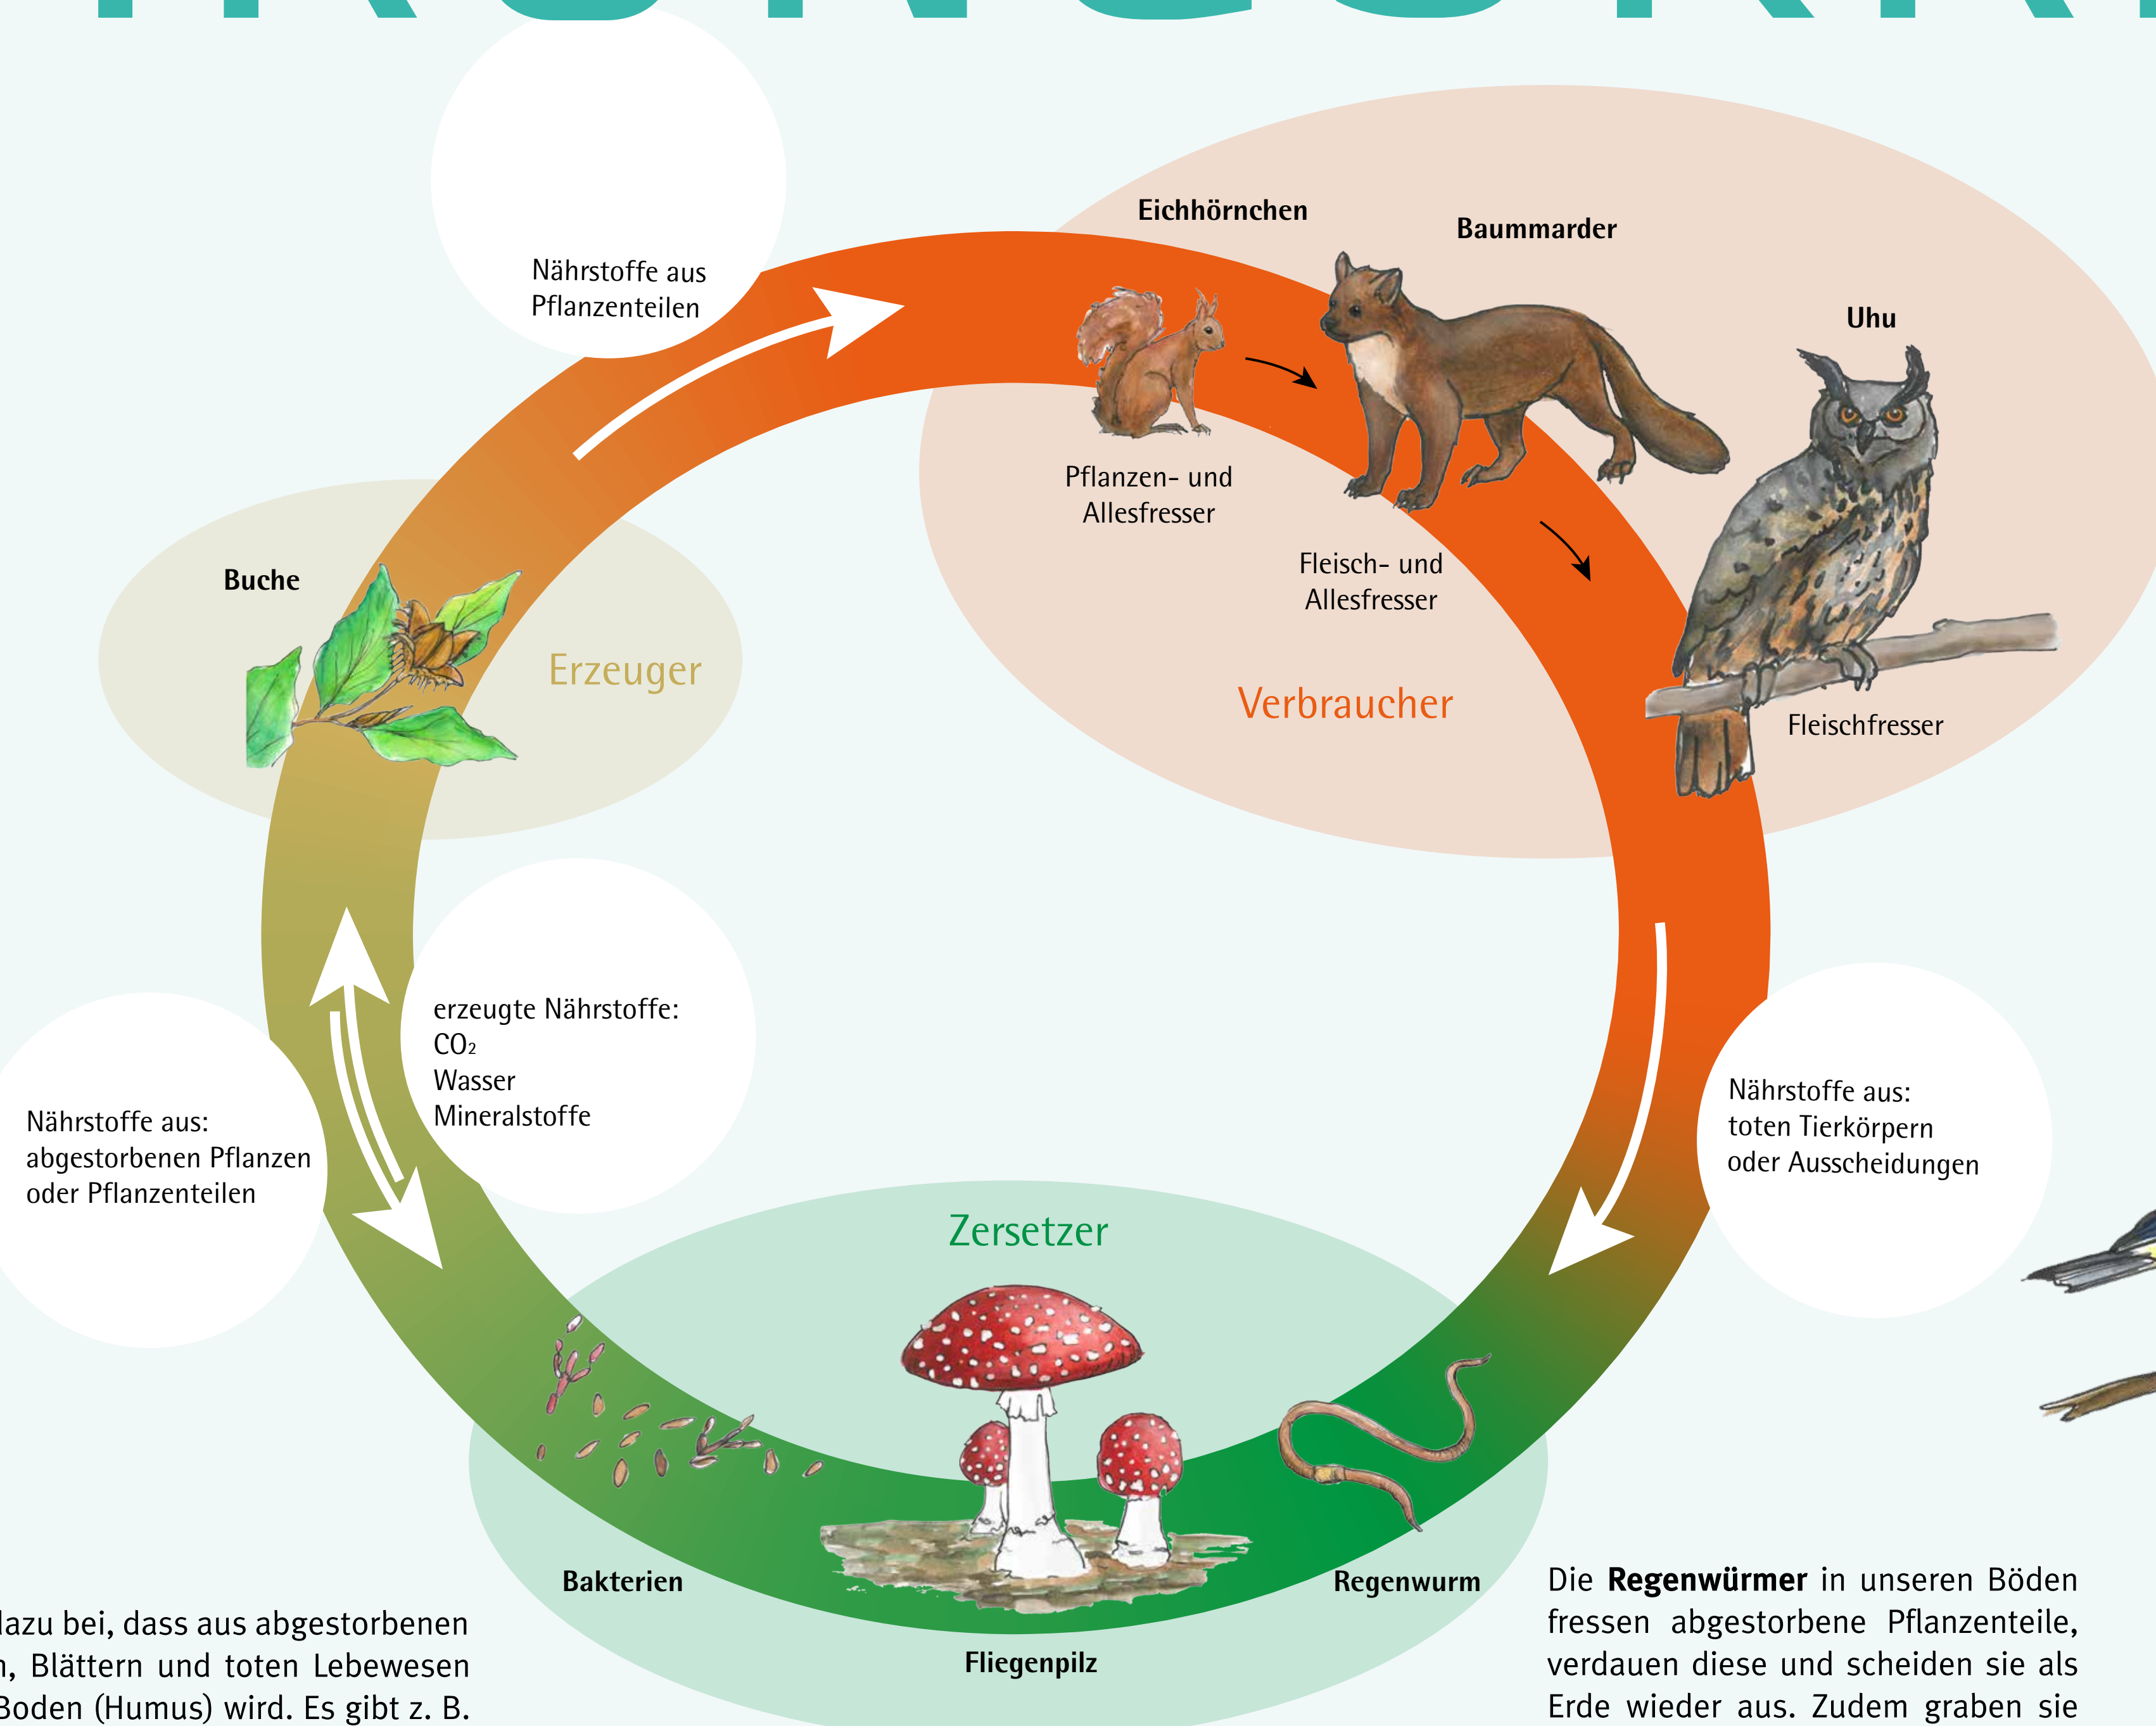 Nährstoffe aus
Pflanzenteilen
Eichhörnchen
Baummarder
Uhu
Pflanzen- und
Allesfresser
Fleisch- und
Allesfresser
Buche
Erzeuger
Verbraucher
Fleischfresser
erzeugte Nährstoffe:
CO₂
Wasser
Mineralstoffe
Nährstoffe aus:
abgestorbenen Pflanzen
oder Pflanzenteilen
Nährstoffe aus:
toten Tierkörpern
oder Ausscheidungen
Zersetzer
Bakterien
Regenwurm
Fliegenpilz
dazu bei, dass aus abgestorbenen
Blättern und toten Lebewesen
Boden (Humus) wird. Es gibt z. B.
Die Regenwürmer in unseren Böden
fressen abgestorbene Pflanzenteile,
verdauen diese und scheiden sie als
Erde wieder aus. Zudem graben sie